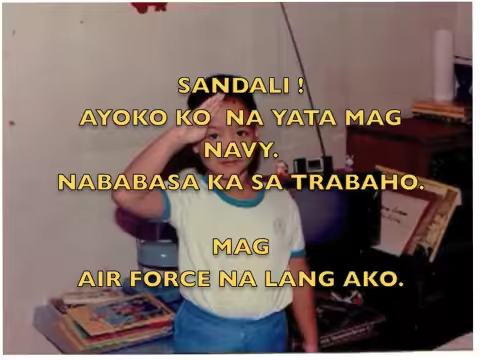 SANDALI !
AYOKO KO NA YATA MAG
NAVY.
NABABASA KA SA TRABAHO.
MAG
AIR FORCE NA LANG AKO.